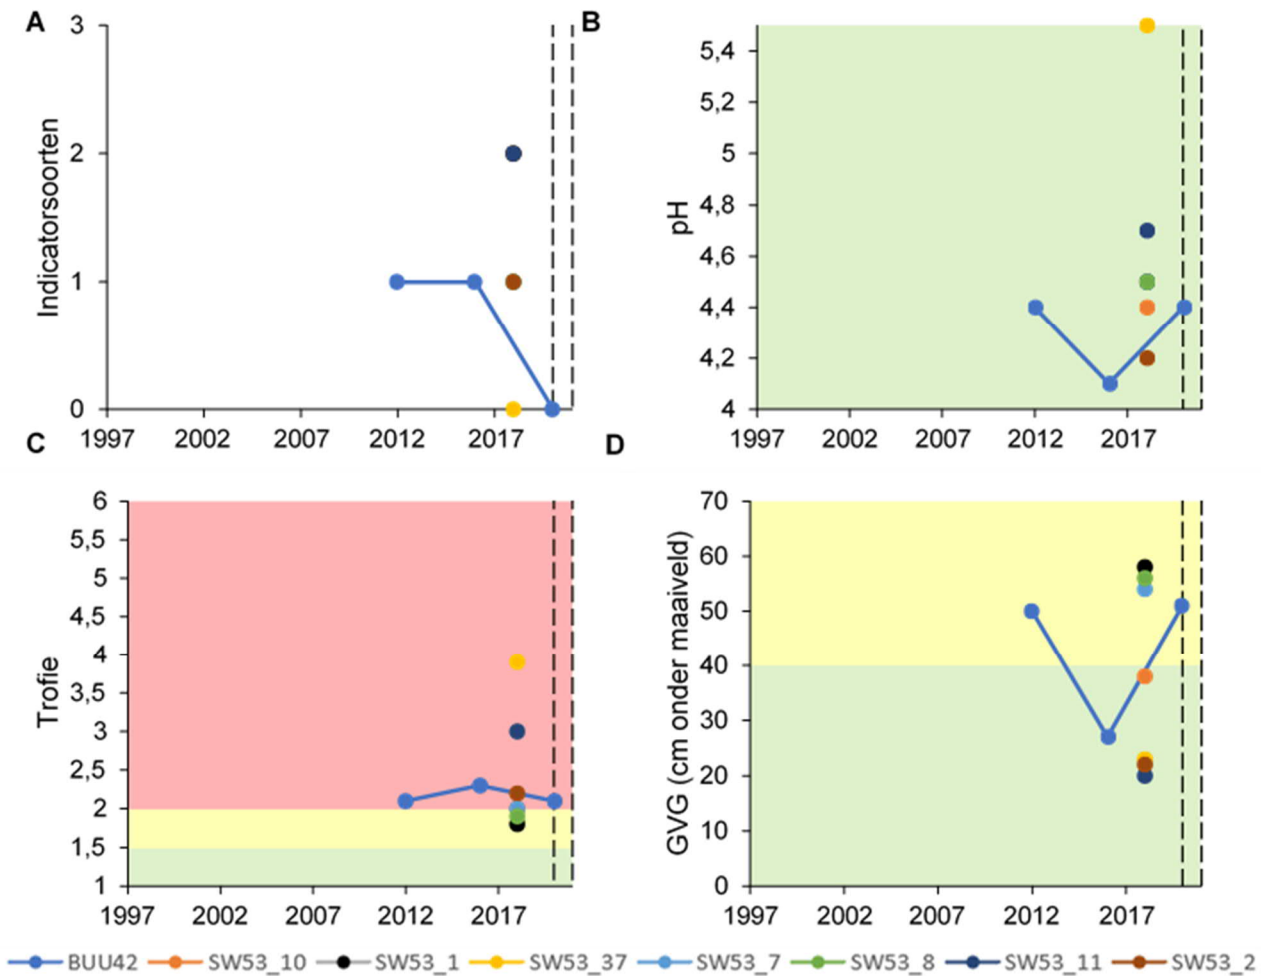 A
Indicatorsoorten
3
2
1
0
1997 2002 2007 2012 2017
B
pH
5,4
5,2
5
4,8
4,6
4,4
4,2
4
1997 2002 2007 2012 2017
C
Trofie
6
5,5
5
4,5
4
3,5
3
2,5
2
1,5
1
1997 2002 2007 2012 2017
D
GVG (cm onder maaiveld)
70
60
50
40
30
20
10
0
1997 2002 2007 2012 2017
BUU42 SW53_10 SW53_1 SW53_37 SW53_7 SW53_8 SW53_11 SW53_2